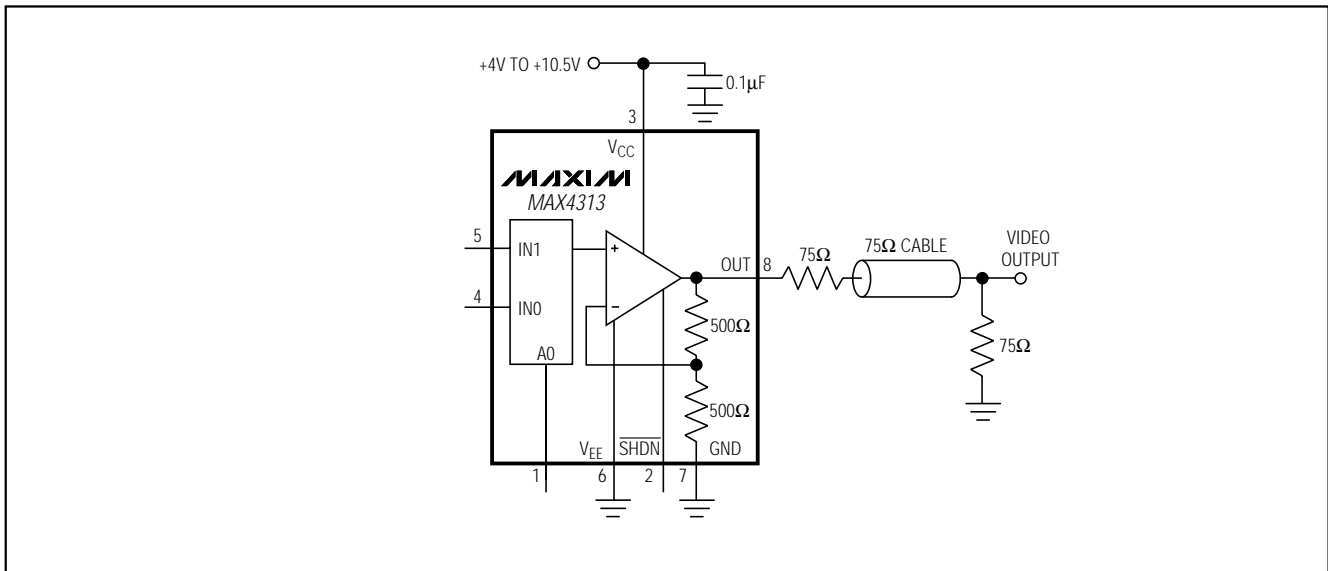 +4V TO +10.5V
0.1µF
3
VCC
MAXIM
MAX4313
5
IN1
4
IN0
A0
+
−
OUT
8
75Ω
75Ω CABLE
VIDEO
OUTPUT
500Ω
75Ω
500Ω
VEE
SHDN
GND
1
6
2
7